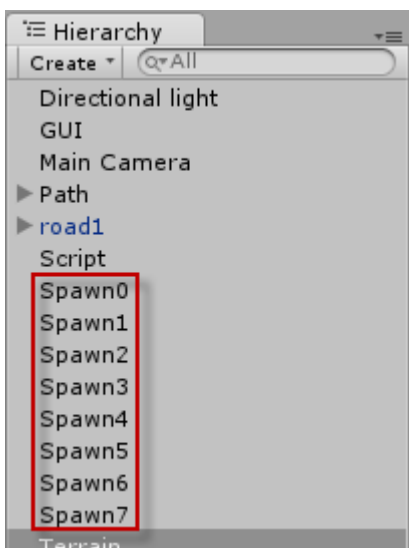 Hierarchy
Create All
Directional light
GUI
Main Camera
Path
road1
Script
Spawn0
Spawn1
Spawn2
Spawn3
Spawn4
Spawn5
Spawn6
Spawn7
Terrain